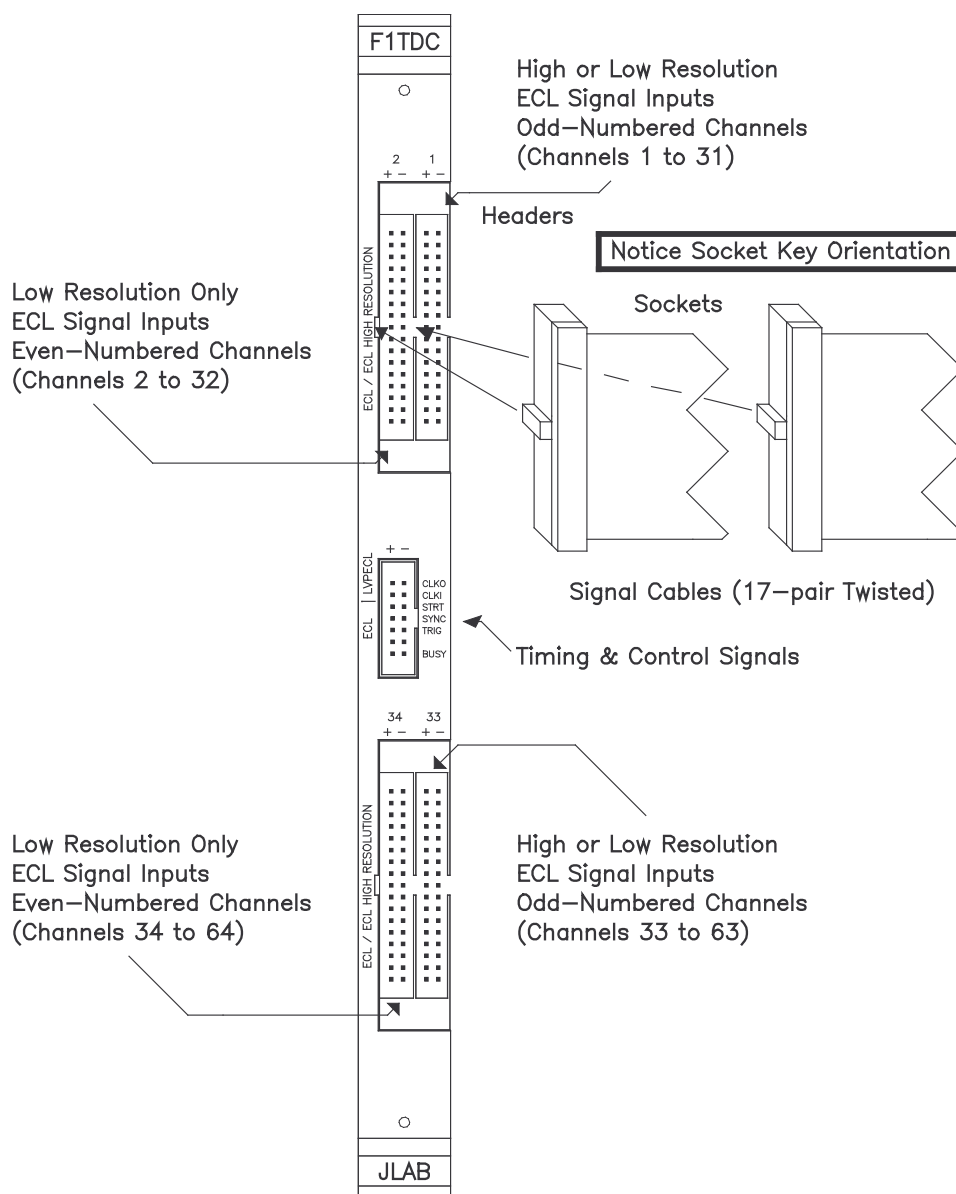 F1TDC
High or Low Resolution
ECL Signal Inputs
Odd-Numbered Channels
(Channels 1 to 31)
2 1
+ - + -
Headers
Notice Socket Key Orientation
Sockets
ECL / ECL HIGH RESOLUTION
Low Resolution Only
ECL Signal Inputs
Even-Numbered Channels
(Channels 2 to 32)
+ -
ECL | LVPECL
CLKO
CLKI
STRT
SYNC
TRIG
BUSY
Signal Cables (17-pair Twisted)
Timing & Control Signals
34 33
+ - + -
ECL / ECL HIGH RESOLUTION
Low Resolution Only
ECL Signal Inputs
Even-Numbered Channels
(Channels 34 to 64)
High or Low Resolution
ECL Signal Inputs
Odd-Numbered Channels
(Channels 33 to 63)
JLAB